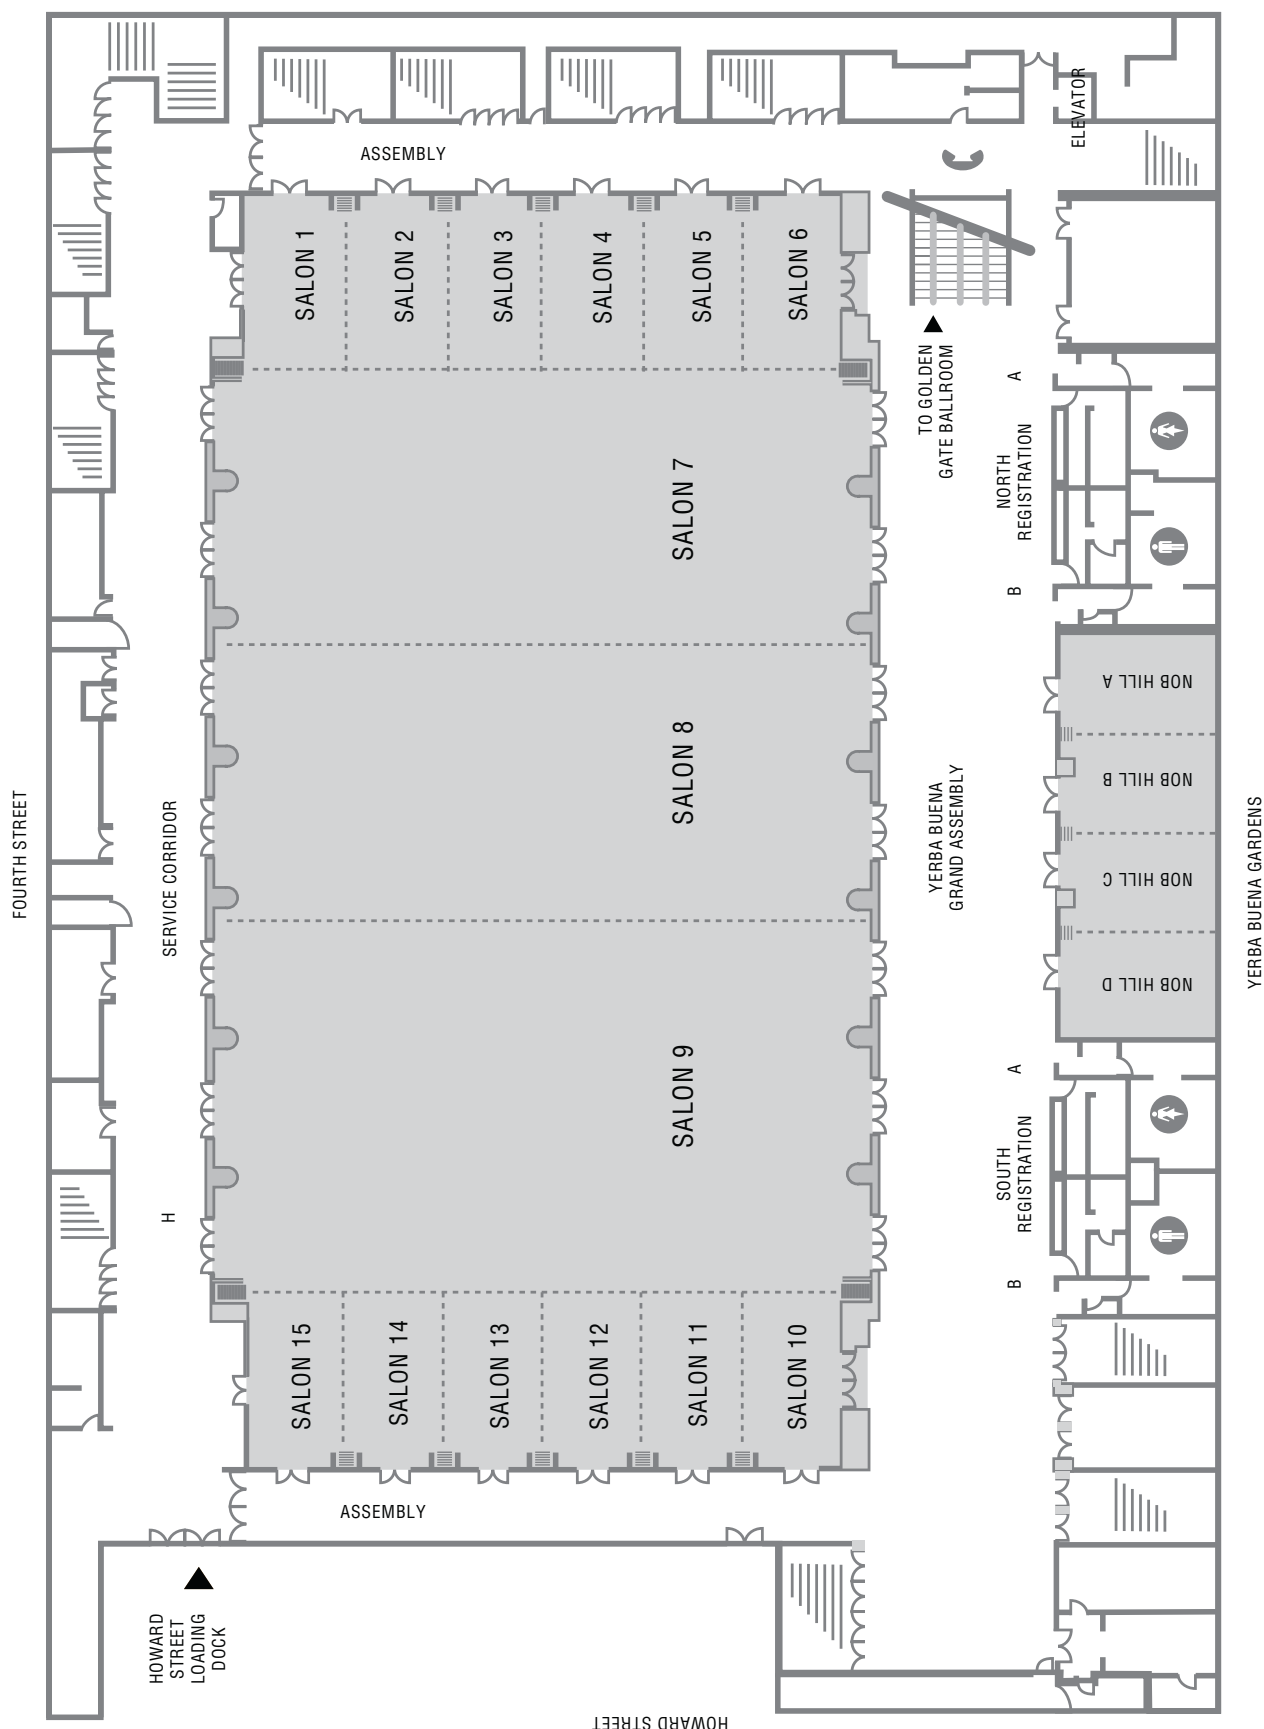 ELEVATOR
ASSEMBLY
SALON 1
SALON 2
SALON 3
SALON 4
SALON 5
SALON 6
TO GOLDEN
GATE BALLROOM
A
NORTH
REGISTRATION
B
SALON 7
NOB HILL A
SALON 8
NOB HILL B
FOURTH STREET
SERVICE CORRIDOR
YERBA BUENA
GRAND ASSEMBLY
NOB HILL C
YERBA BUENA GARDENS
NOB HILL D
SALON 9
A
SOUTH
REGISTRATION
B
H
SALON 15
SALON 14
SALON 13
SALON 12
SALON 11
SALON 10
ASSEMBLY
HOWARD
STREET
LOADING
DOCK
HOWARD STREET